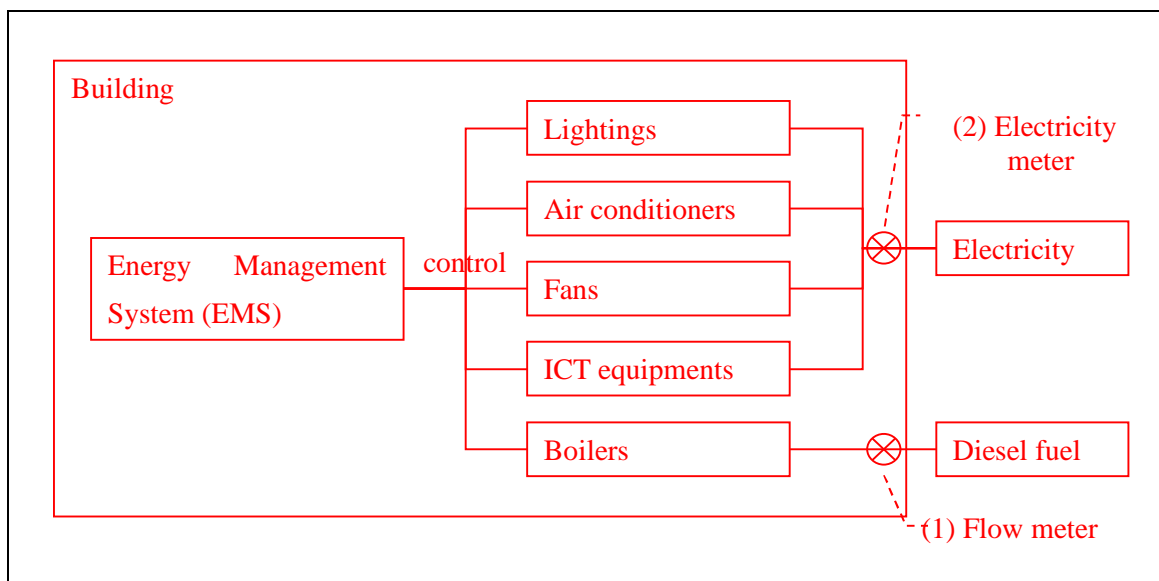 Building
Lightings
(2) Electricity
meter
Air conditioners
Electricity
Energy Management
System (EMS)
control
Fans
ICT equipments
Boilers
Diesel fuel
(1) Flow meter